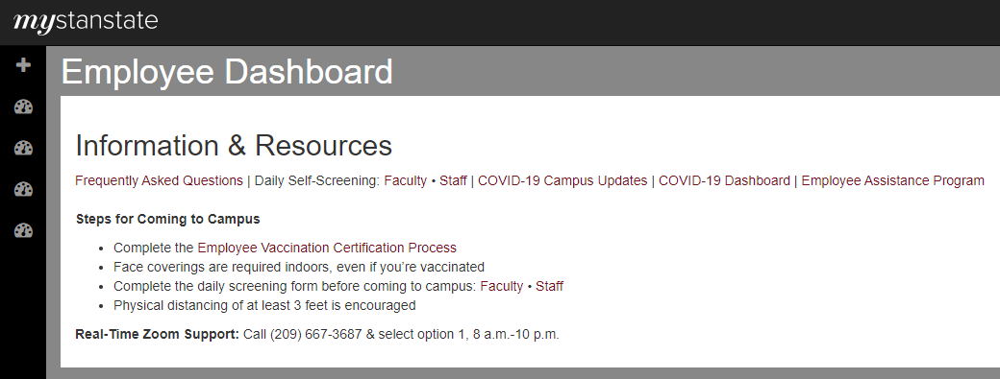 mystanstate
Employee Dashboard
Information & Resources
Frequently Asked Questions | Daily Self-Screening: Faculty • Staff | COVID-19 Campus Updates | COVID-19 Dashboard | Employee Assistance Program
Steps for Coming to Campus
• Complete the Employee Vaccination Certification Process
• Face coverings are required indoors, even if you’re vaccinated
• Complete the daily screening form before coming to campus: Faculty • Staff
• Physical distancing of at least 3 feet is encouraged
Real-Time Zoom Support: Call (209) 667-3687 & select option 1, 8 a.m.-10 p.m.